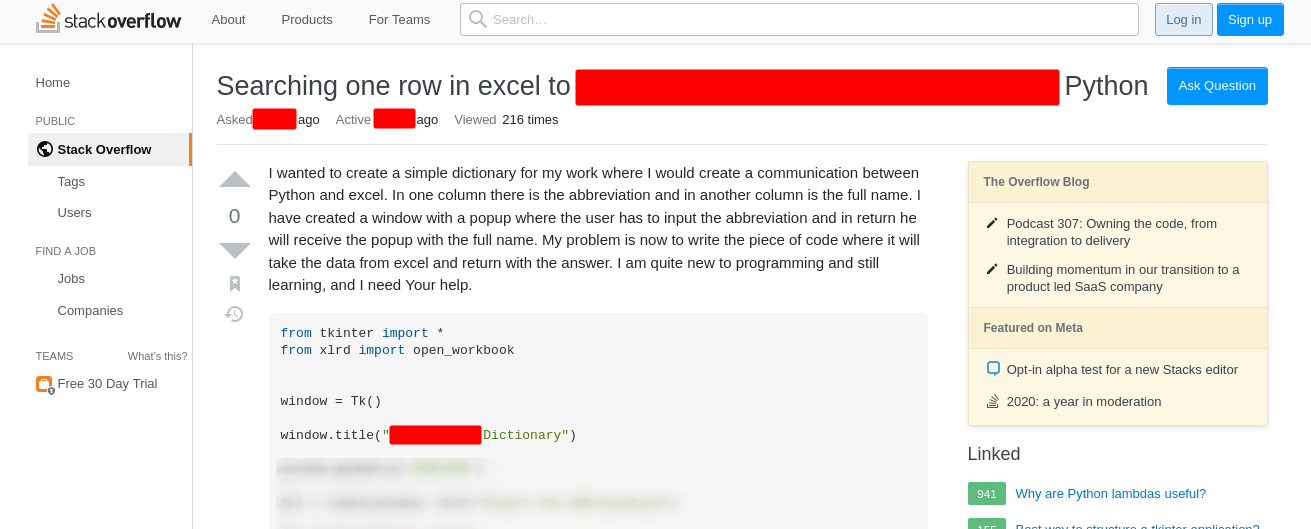 stackoverflow About Products For Teams Search… Log in Sign up
Home
PUBLIC
Stack Overflow
Tags
Users
FIND A JOB
Jobs
Companies
TEAMS What's this?
Free 30 Day Trial
Searching one row in excel to Python
Ask Question
Asked ago Active ago Viewed 216 times
0
I wanted to create a simple dictionary for my work where I would create a communication between
Python and excel. In one column there is the abbreviation and in another column is the full name. I
have created a window with a popup where the user has to input the abbreviation and in return he
will receive the popup with the full name. My problem is now to write the piece of code where it will
take the data from excel and return with the answer. I am quite new to programming and still
learning, and I need Your help.
from tkinter import *
from xlrd import open_workbook
window = Tk()
window.title(" Dictionary")
The Overflow Blog
Podcast 307: Owning the code, from
integration to delivery
Building momentum in our transition to a
product led SaaS company
Featured on Meta
Opt-in alpha test for a new Stacks editor
2020: a year in moderation
Linked
941 Why are Python lambdas useful?
155 Best way to structure a tkinter application?